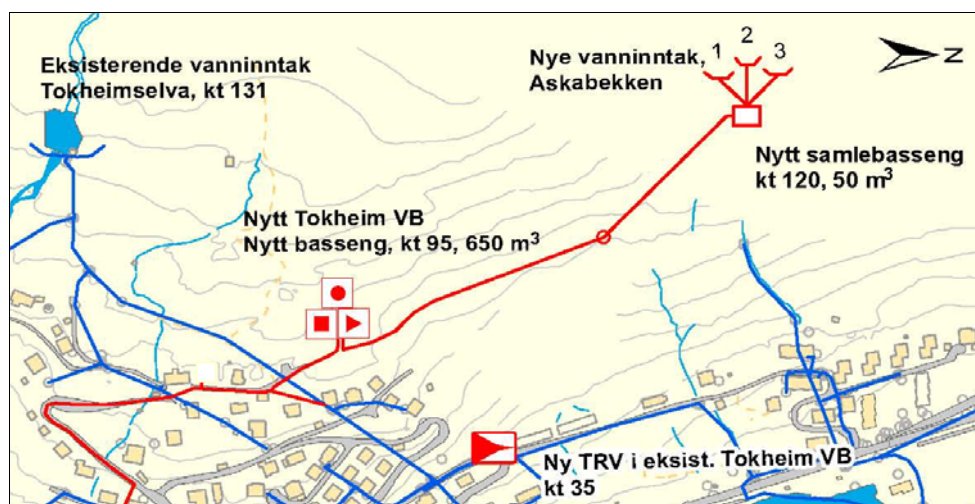 Eksisterende vanninntak
Tokheimselva, kt 131
Nye vanninntak,
Askabekken
1
2
3
N
Nytt samlebasseng
kt 120, 50 m³
Nytt Tokheim VB
Nytt basseng, kt 95, 650 m³
Ny TRV i eksist. Tokheim VB
kt 35